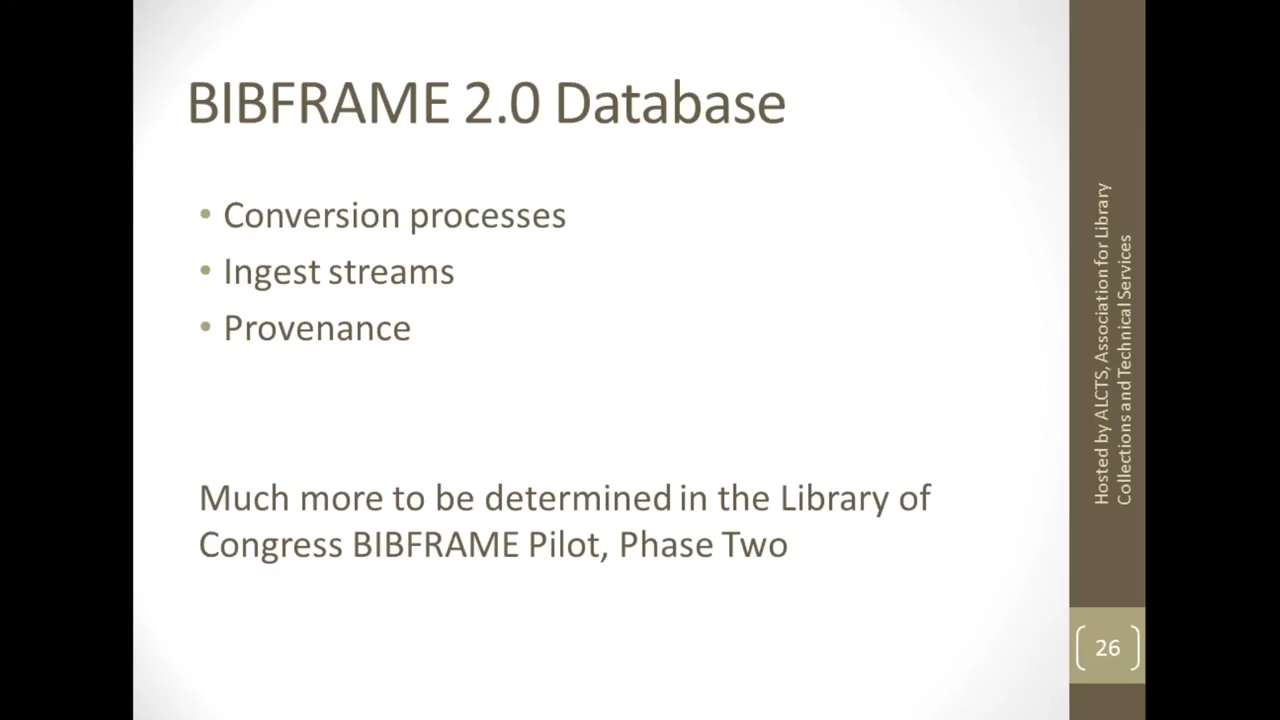 BIBFRAME 2.0 Database
• Conversion processes
• Ingest streams
• Provenance
Much more to be determined in the Library of
Congress BIBFRAME Pilot, Phase Two
Hosted by ALCTS, Association for Library
Collections and Technical Services
26